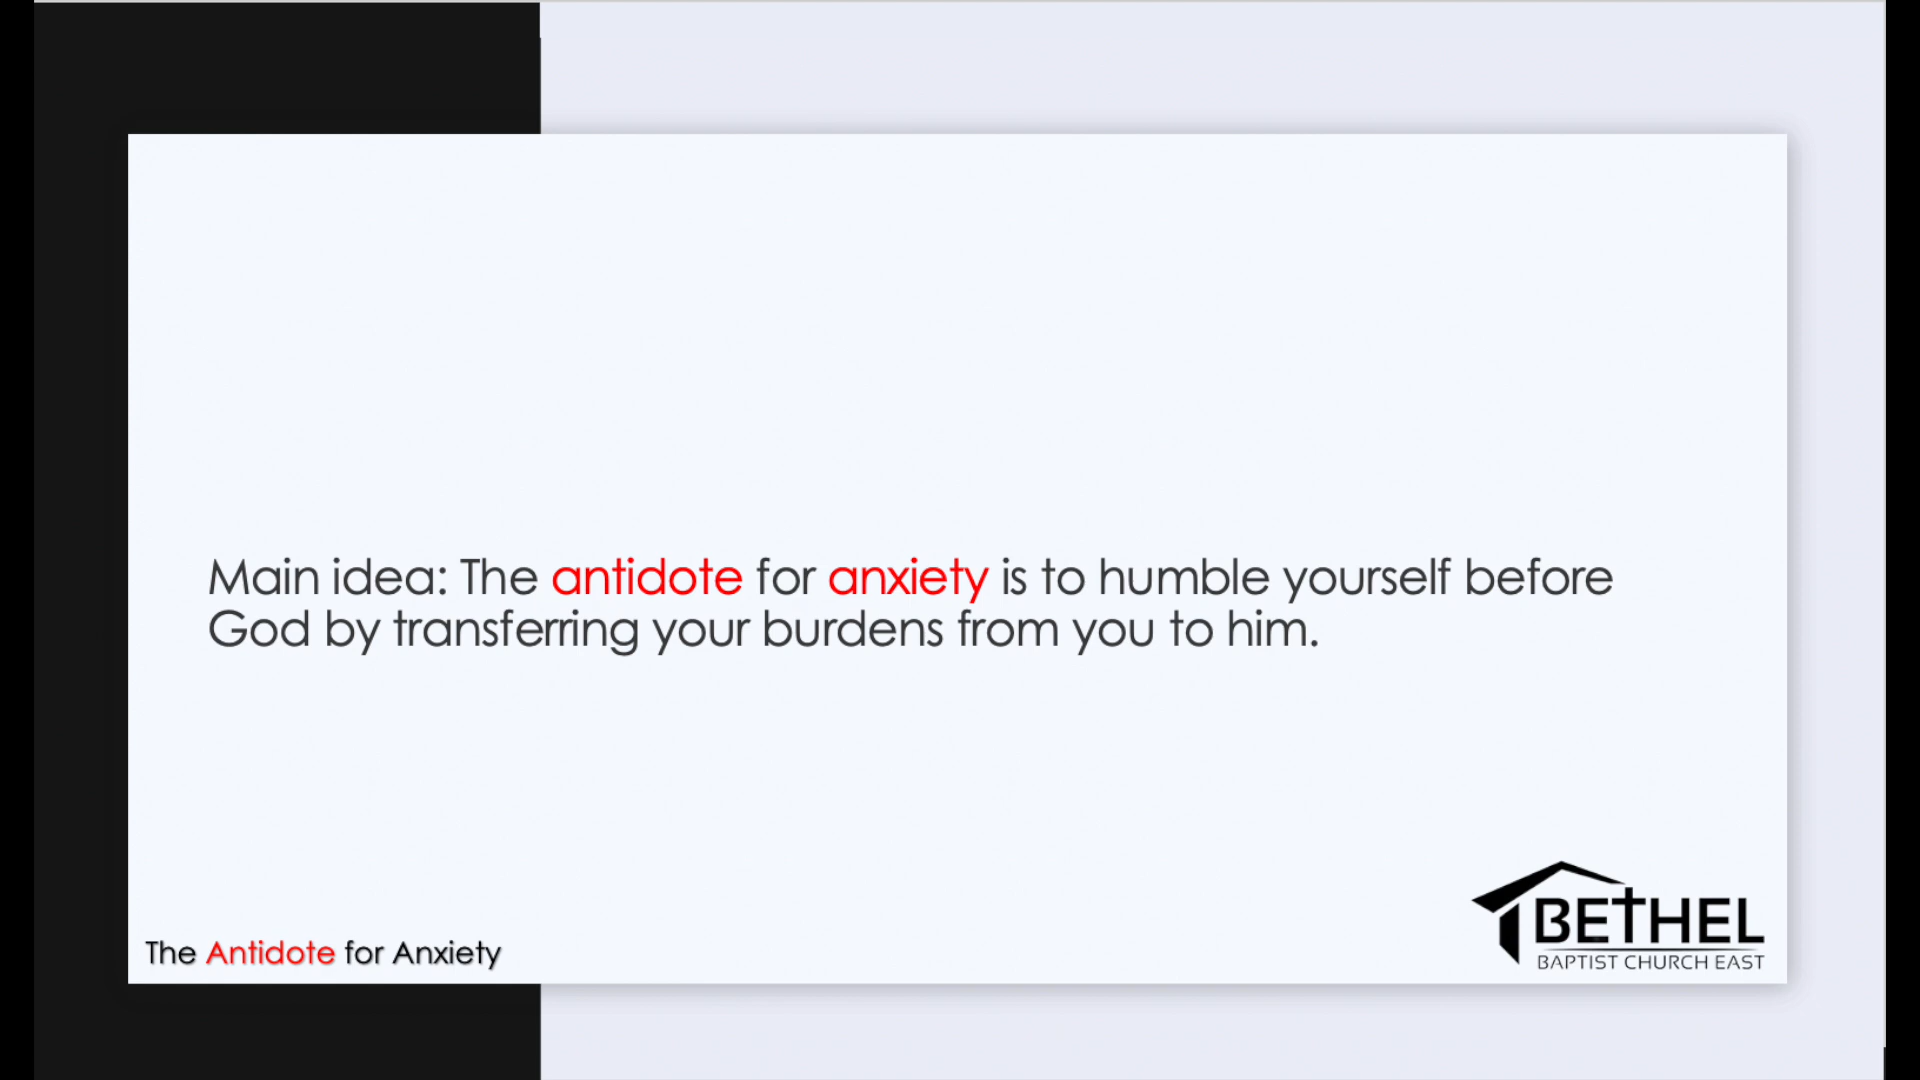 Main idea: The antidote for anxiety is to humble yourself before
God by transferring your burdens from you to him.
The Antidote for Anxiety
BETHEL
BAPTIST CHURCH EAST